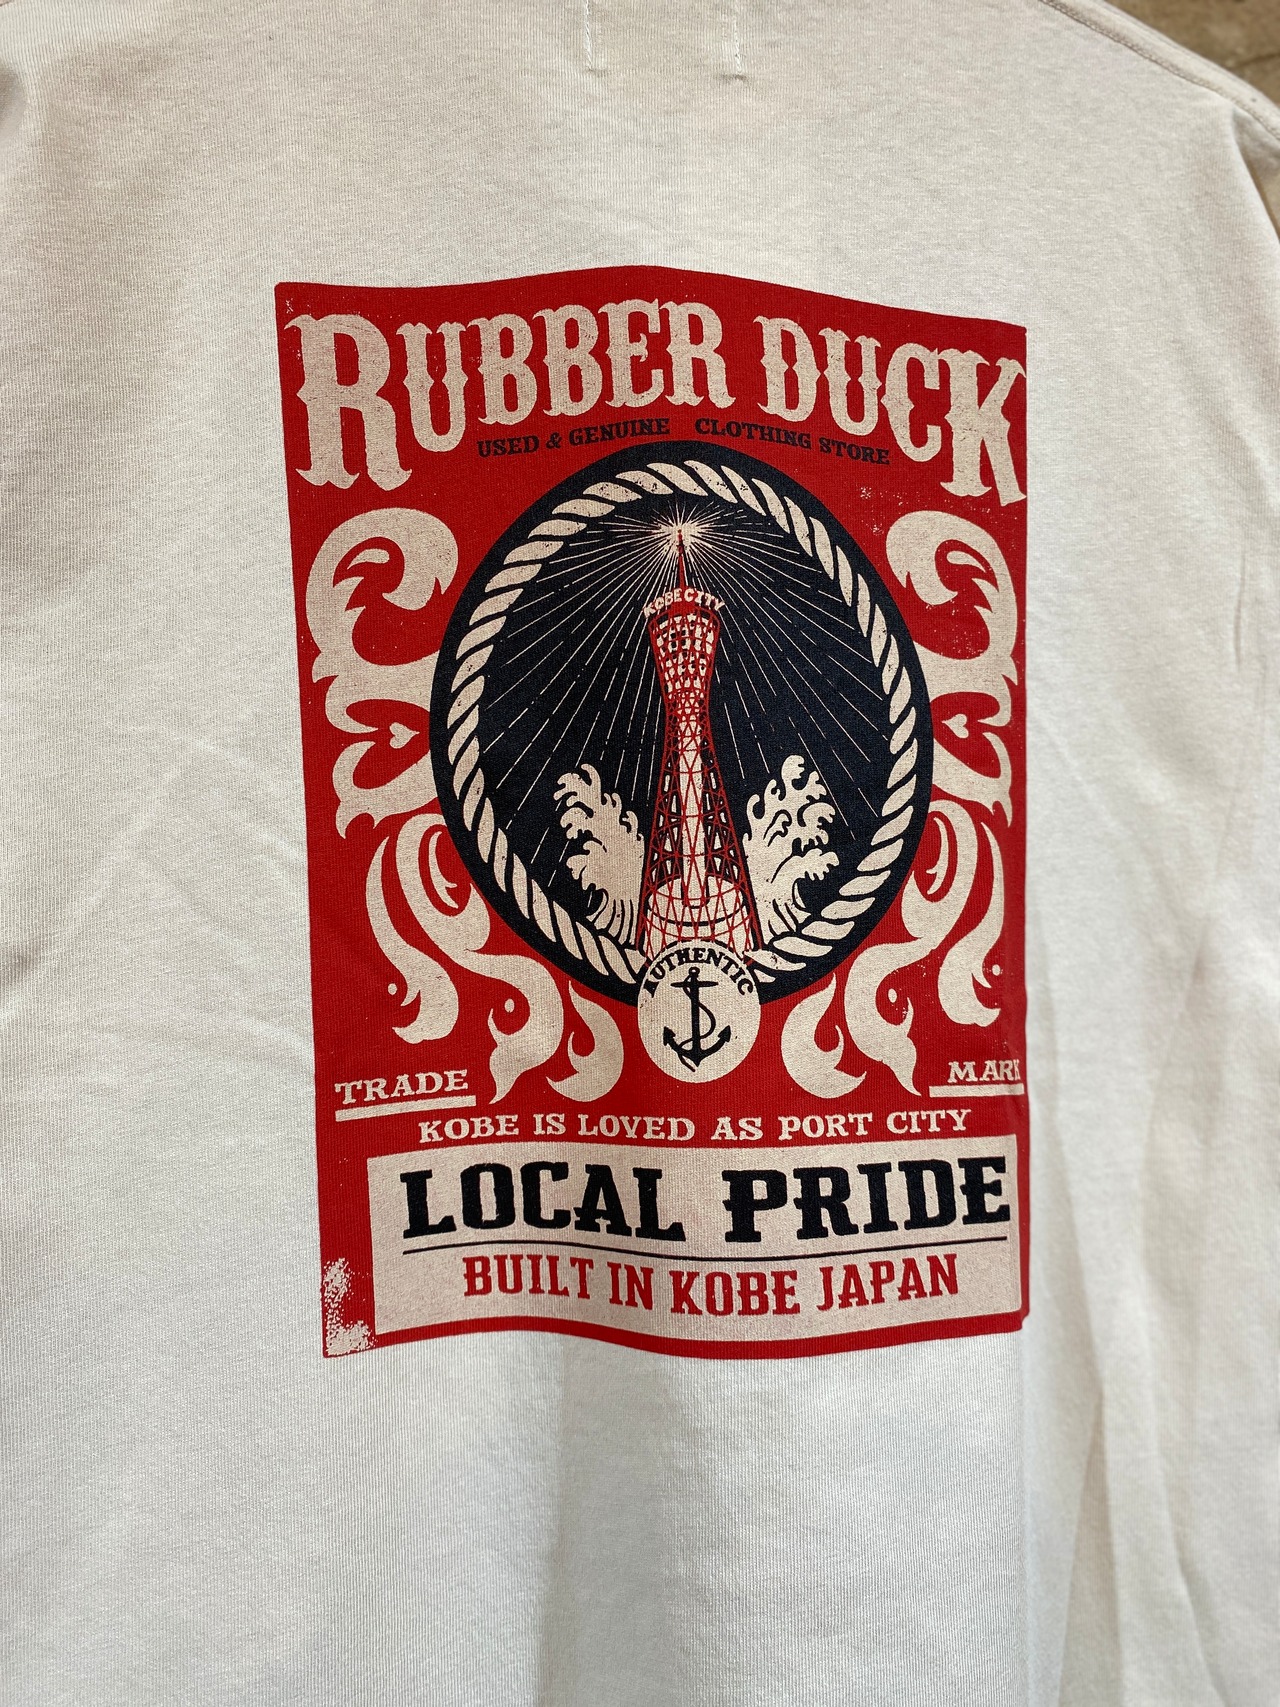 RUBBER DUCK
USED & GENUINE CLOTHING STORE
KOBE CITY
AUTHENTIC
TRADE MARK
KOBE IS LOVED AS PORT CITY
LOCAL PRIDE
BUILT IN KOBE JAPAN